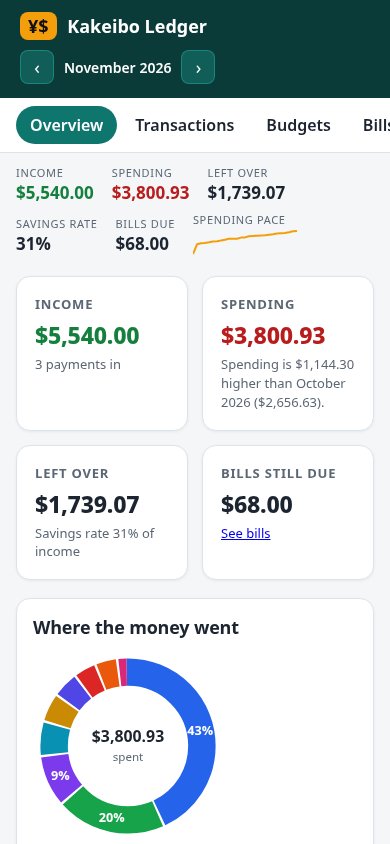 ¥$ Kakeibo Ledger
‹ November 2026 ›
Overview Transactions Budgets Bills
INCOME SPENDING LEFT OVER
$5,540.00 $3,800.93 $1,739.07
SAVINGS RATE BILLS DUE SPENDING PACE
31% $68.00
INCOME
$5,540.00
3 payments in
SPENDING
$3,800.93
Spending is $1,144.30
higher than October
2026 ($2,656.63).
LEFT OVER
$1,739.07
Savings rate 31% of
income
BILLS STILL DUE
$68.00
See bills
Where the money went
43%
$3,800.93
spent
9%
20%